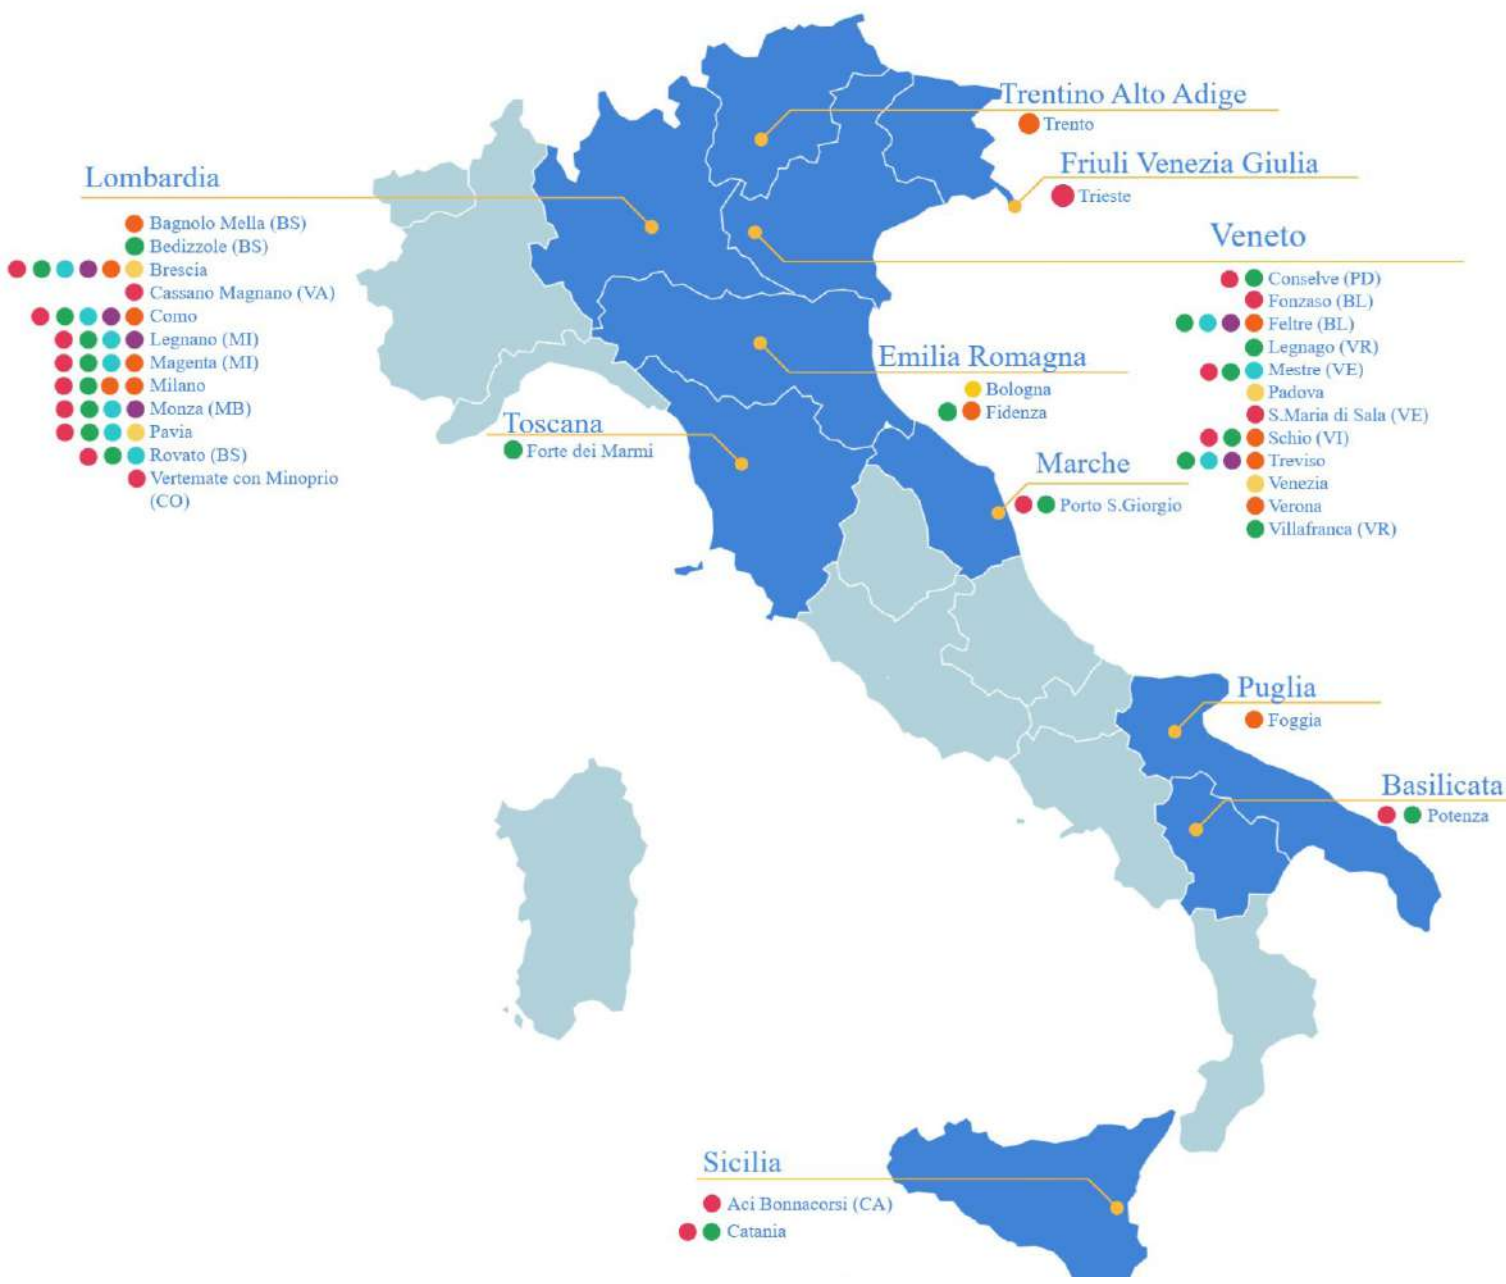 Trentino Alto Adige
Trento
Friuli Venezia Giulia
Trieste
Lombardia
Bagnolo Mella (BS)
Bedizzole (BS)
Brescia
Cassano Magnano (VA)
Como
Legnano (MI)
Magenta (MI)
Milano
Monza (MB)
Pavia
Rovato (BS)
Vertemate con Minoprio
(CO)
Veneto
Conselve (PD)
Fonzaso (BL)
Feltre (BL)
Legnago (VR)
Mestre (VE)
Padova
S.Maria di Sala (VE)
Schio (VI)
Treviso
Venezia
Verona
Villafranca (VR)
Emilia Romagna
Bologna
Fidenza
Toscana
Forte dei Marmi
Marche
Porto S.Giorgio
Puglia
Foggia
Basilicata
Potenza
Sicilia
Aci Bonnacorsi (CA)
Catania